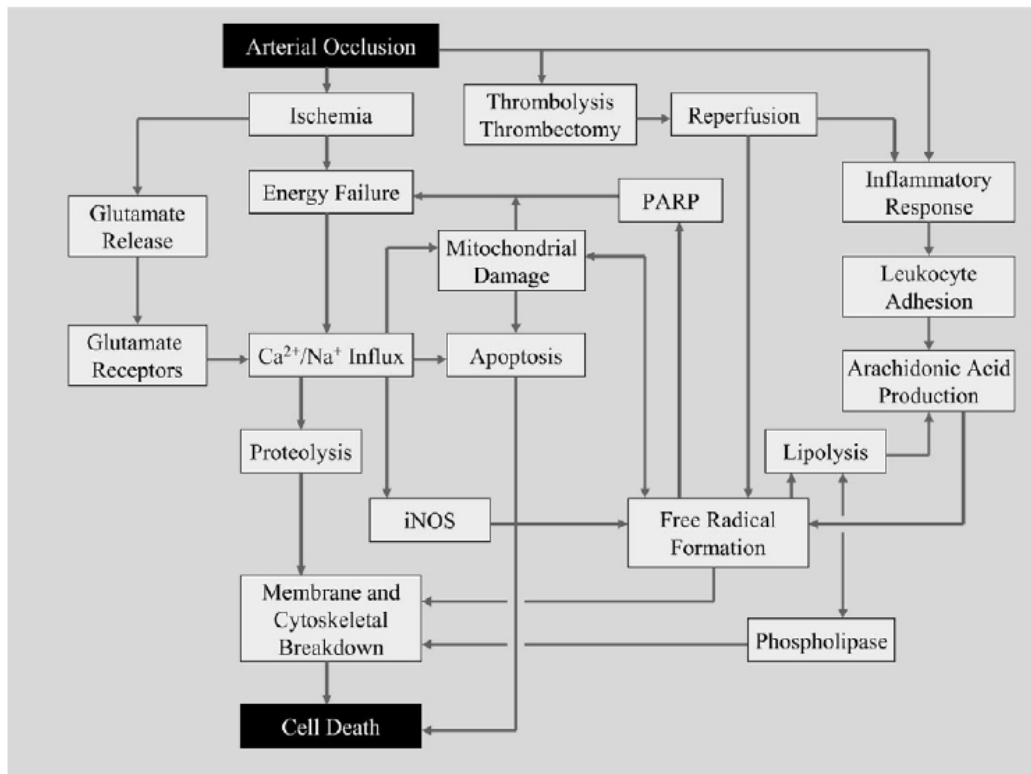 Arterial Occlusion
Ischemia
Thrombolysis
Thrombectomy
Reperfusion
Energy Failure
PARP
Inflammatory
Response
Glutamate
Release
Mitochondrial
Damage
Leukocyte
Adhesion
Glutamate
Receptors
Ca²⁺/Na⁺ Influx
Apoptosis
Arachidonic Acid
Production
Proteolysis
Lipolysis
iNOS
Free Radical
Formation
Membrane and
Cytoskeletal
Breakdown
Phospholipase
Cell Death